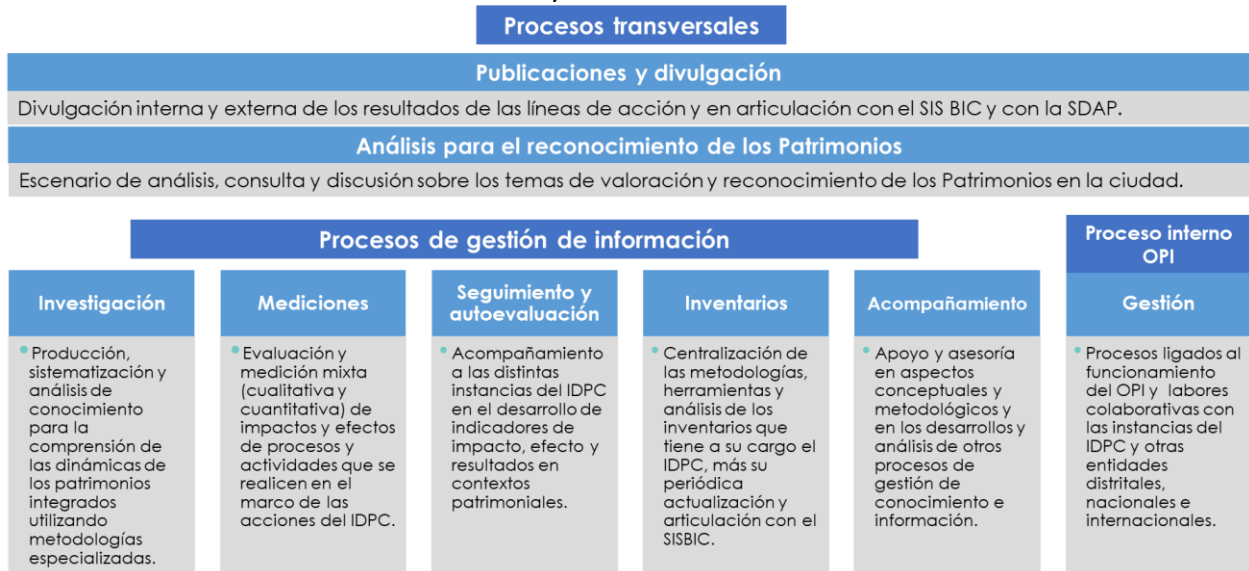 Procesos transversales
Publicaciones y divulgación
Divulgación interna y externa de los resultados de las líneas de acción y en articulación con el SIS BIC y con la SDAP.
Análisis para el reconocimiento de los Patrimonios
Escenario de análisis, consulta y discusión sobre los temas de valoración y reconocimiento de los Patrimonios en la ciudad.
Procesos de gestión de información
Investigación
• Producción,
sistematización y
análisis de
conocimiento
para la
comprensión de
las dinámicas de
los patrimonios
integrados
utilizando
metodologías
especializadas.
Mediciones
• Evaluación y
medición mixta
(cualitativa y
cuantitativa) de
impactos y efectos
de procesos y
actividades que se
realicen en el
marco de las
acciones del IDPC.
Seguimiento y
autoevaluación
• Acompañamiento
a las distintas
instancias del IDPC
en el desarrollo de
indicadores de
impacto, efecto y
resultados en
contextos
patrimoniales.
Inventarios
• Centralización de
las metodologías,
herramientas y
análisis de los
inventarios que
tiene a su cargo el
IDPC, más su
periódica
actualización y
articulación con el
SISBIC.
Acompañamiento
• Apoyo y asesoría
en aspectos
conceptuales y
metodológicos y
en los desarrollos y
análisis de otros
procesos de
gestión de
conocimiento e
información.
Proceso interno
OPI
Gestión
• Procesos ligados al
funcionamiento
del OPI y labores
colaborativas con
las instancias del
IDPC y otras
entidades
distritales,
nacionales e
internacionales.